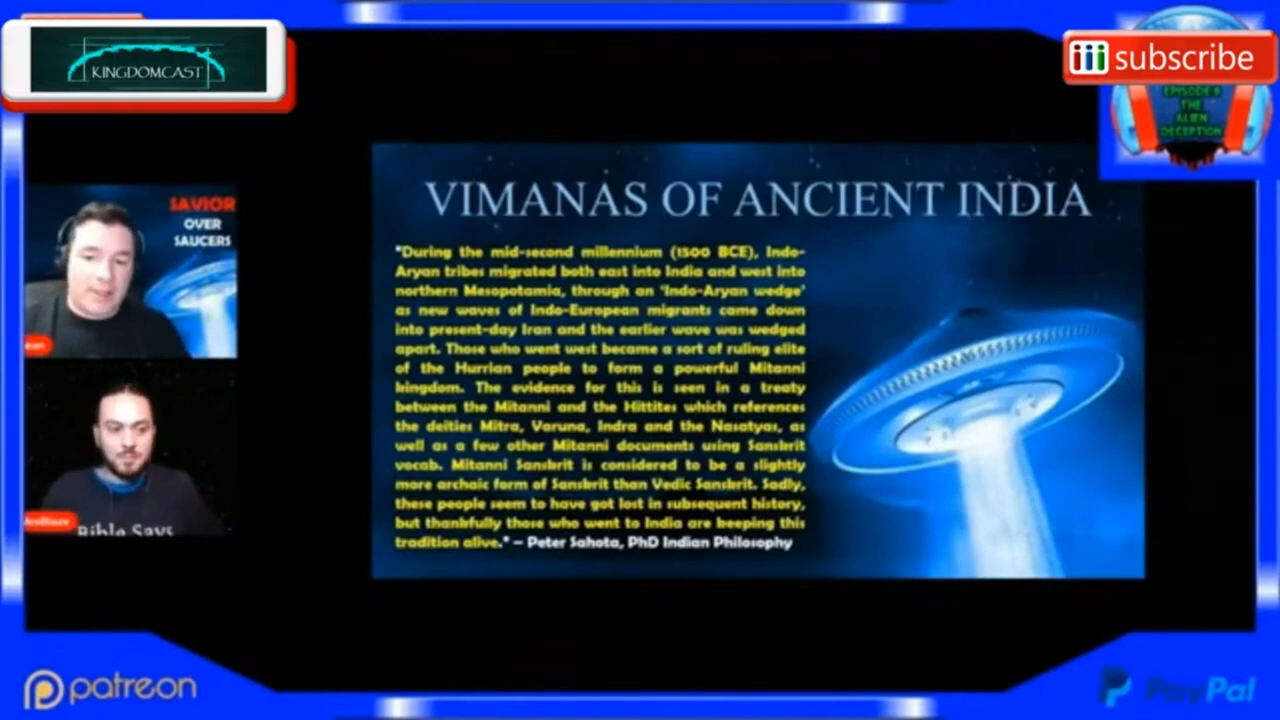 KINGDOMCAST
subscribe
EPISODE 8
THE
ALIEN
DECEPTION
SAVIOR
OVER
SAUCERS
Bible Says
VIMANAS OF ANCIENT INDIA
"During the mid-second millennium (1500 BCE), Indo-
Aryan tribes migrated both east into India and west into
northern Mesopotamia, through an 'Indo-Aryan wedge'
as new waves of Indo-European migrants came down
into present-day Iran and the earlier wave was wedged
apart. Those who went west became a sort of ruling elite
of the Hurrian people to form a powerful Mitanni
kingdom. The evidence for this is seen in a treaty
between the Mitanni and the Hittites which references
the deities Mitra, Varuna, Indra and the Nasatyas, as
well as a few other Mitanni documents using Sanskrit
vocab. Mitanni Sanskrit is considered to be a slightly
more archaic form of Sanskrit than Vedic Sanskrit. Sadly,
these people seem to have got lost in subsequent history,
but thankfully those who went to India are keeping this
tradition alive." – Peter Sahota, PhD Indian Philosophy
patreon
PayPal